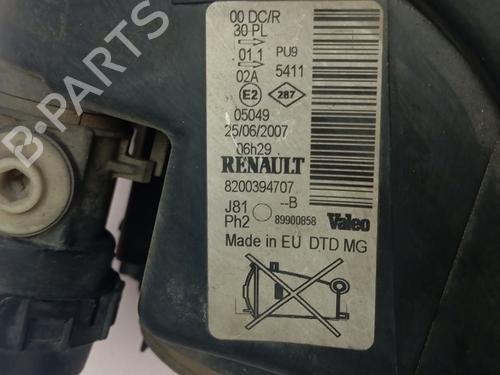 00 DC/R
30 PL
01 1 PU9
02A 5411
E2 287
05049
25/06/2007
06h29
RENAULT
8200394707
J81 --B
Ph2 89900858 Valeo
Made in EU DTD MG
B-PARTS